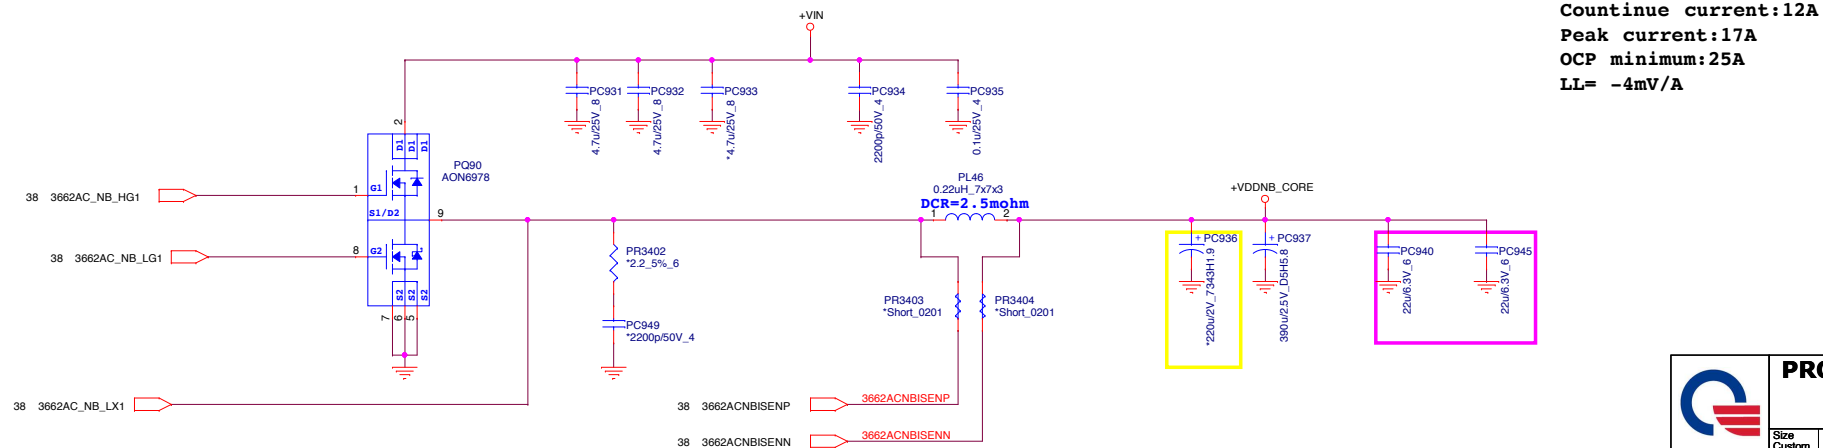 +VIN
Countinue current:12A
Peak current:17A
OCP minimum:25A
LL= -4mV/A
PC931
4.7u/25V_8
PC932
4.7u/25V_8
PC933
*4.7u/25V_8
PC934
2200p/50V_4
PC935
0.1u/25V_4
2
D1 D1 D1
PQ90
AON6978
38 3662AC_NB_HG1
1
G1
S1/D2
9
38 3662AC_NB_LG1
8
G2
S2 S2 S2
7 6 5
PR3402
*2.2_5%_6
PC949
*2200p/50V_4
PL46
0.22uH_7x7x3
DCR=2.5mohm
1 2
PR3403
*Short_0201
PR3404
*Short_0201
+VDDNB_CORE
+ PC936
*220u/2V_7343H1.9
+ PC937
390u/2.5V_D5H5.8
PC940
22u/6.3V_6
PC945
22u/6.3V_6
38 3662AC_NB_LX1
38 3662ACNBISENP
3662ACNBISENP
38 3662ACNBISENN
3662ACNBISENN
PRO
Size
Custom